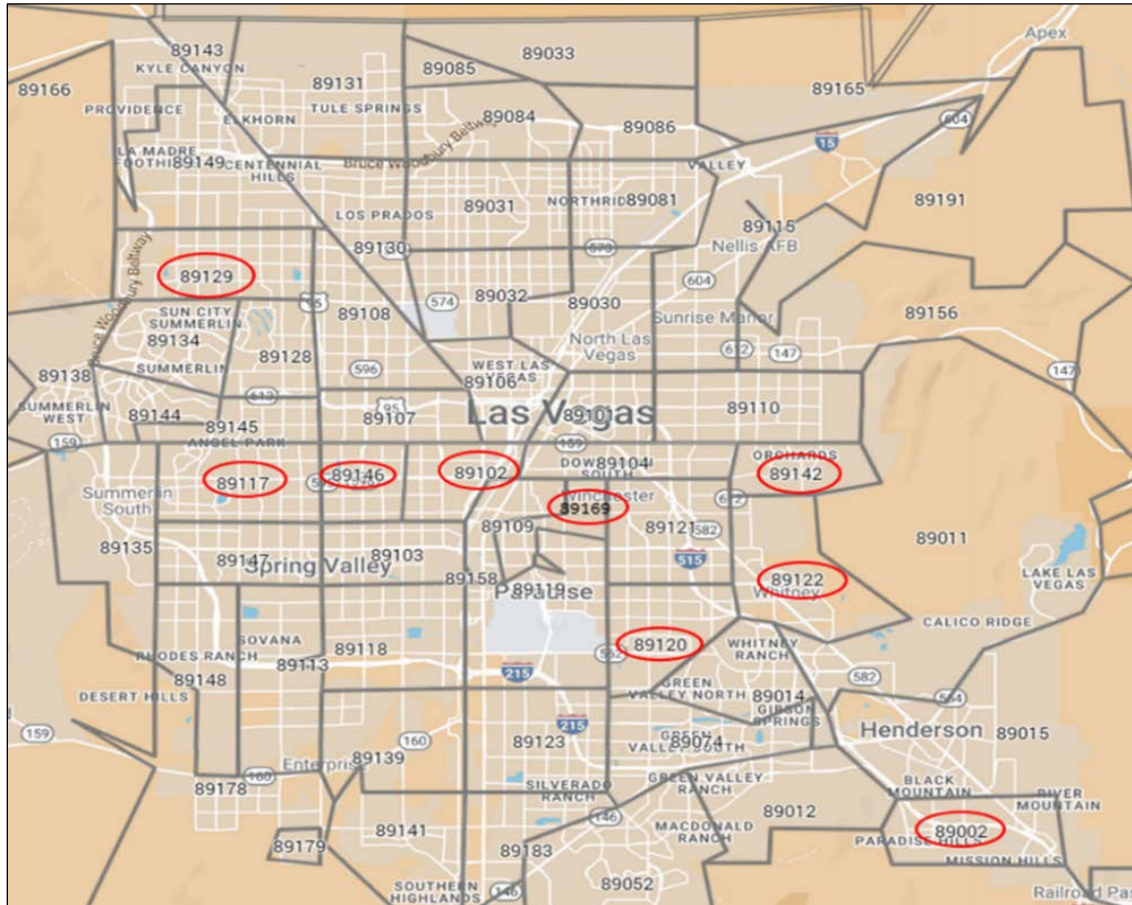 Apex
89143
KYLE CANYON
89033
89085
89131
89166
89165
PROVIDENCE
TULE SPRINGS
ELKHORN
89084
604
89086
15
LA MADRE
FOOTHI
89149
CENTENNIAL
HILLS
Bruce Woodbury Beltway
VALLEY
LOS PRADOS
89031
NORTHRID
89081
89191
89115
Nellis AFB
89130
573
Bruce Woodbury Beltway
89129
604
95
574
89032
89030
SUN CITY
SUMMERLIN
89108
Sunrise Manor
89156
89134
North Las
Vegas
612
147
89128
SUMMERLIN
596
WEST LAS
VEGAS
89106
147
89138
613
95
SUMMERLIN
WEST
89144
89145
89107
Las Vegas
89101
89110
159
ANGEL PARK
159
ORCHARDS
89104
SOUTH
89117
89146
89102
89142
Summerlin
South
Winchester
612
89169
89109
89121
582
89135
89011
89147
Spring Valley
89103
515
89158
89122
Whitney
LAKE LAS
VEGAS
89119
Paradise
CALICO RIDGE
SOVANA
89118
562
89120
WHITNEY
RANCH
RHODES RANCH
89113
89148
215
582
GREEN
VALLEY NORTH
89014
GIBSON
SPRINGS
564
DESERT HILLS
215
159
160
89123
GREEN
VALLEY SOUTH
89074
Henderson
89015
89139
Enterprise
160
SILVERADO
RANCH
GREEN VALLEY
RANCH
BLACK
MOUNTAIN
RIVER
MOUNTAIN
89178
146
89012
89141
MACDONALD
RANCH
89002
PARADISE HILLS
89179
89183
MISSION HILLS
SOUTHERN
HIGHLANDS
146
89052
Railroad Pas